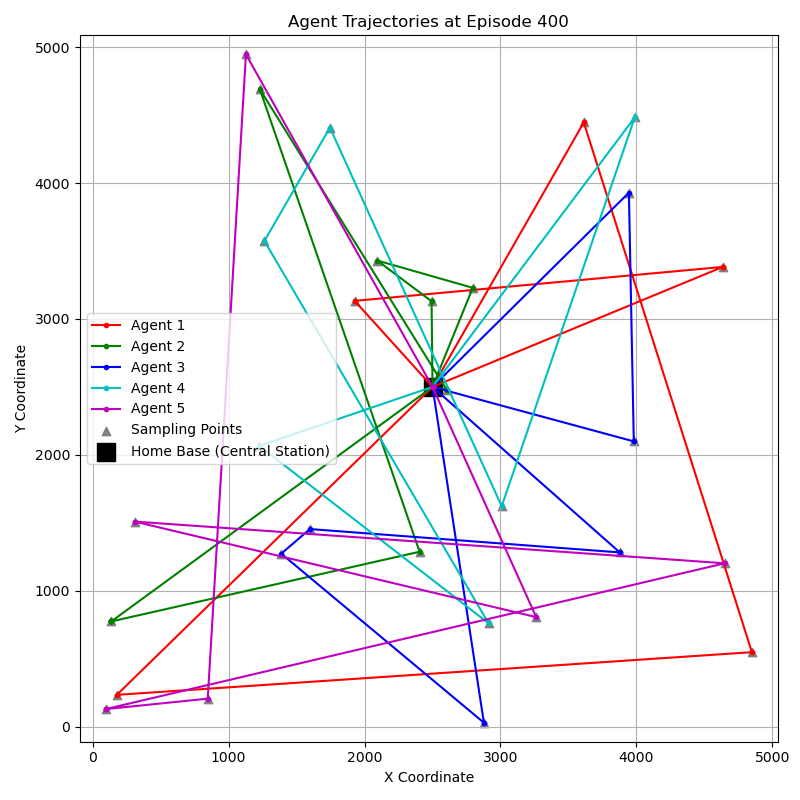 Agent Trajectories at Episode 400
Y Coordinate
5000
4000
3000
2000
1000
0
Agent 1
Agent 2
Agent 3
Agent 4
Agent 5
Sampling Points
Home Base (Central Station)
0 1000 2000 3000 4000 5000
X Coordinate